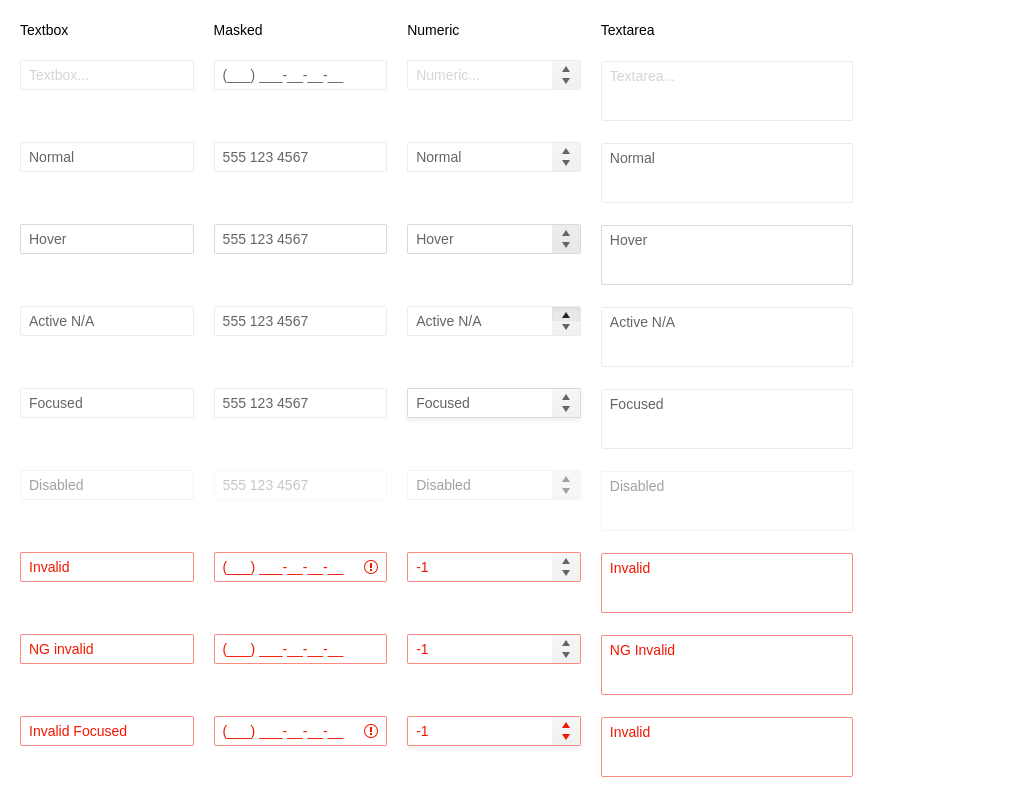 Textbox Masked Numeric Textarea
Textbox... (___) ___-__-__-__ Numeric... Textarea...
Normal 555 123 4567 Normal Normal
Hover 555 123 4567 Hover Hover
Active N/A 555 123 4567 Active N/A Active N/A
Focused 555 123 4567 Focused Focused
Disabled 555 123 4567 Disabled Disabled
Invalid (___) ___-__-__-__ -1 Invalid
NG invalid (___) ___-__-__-__ -1 NG Invalid
Invalid Focused (___) ___-__-__-__ -1 Invalid